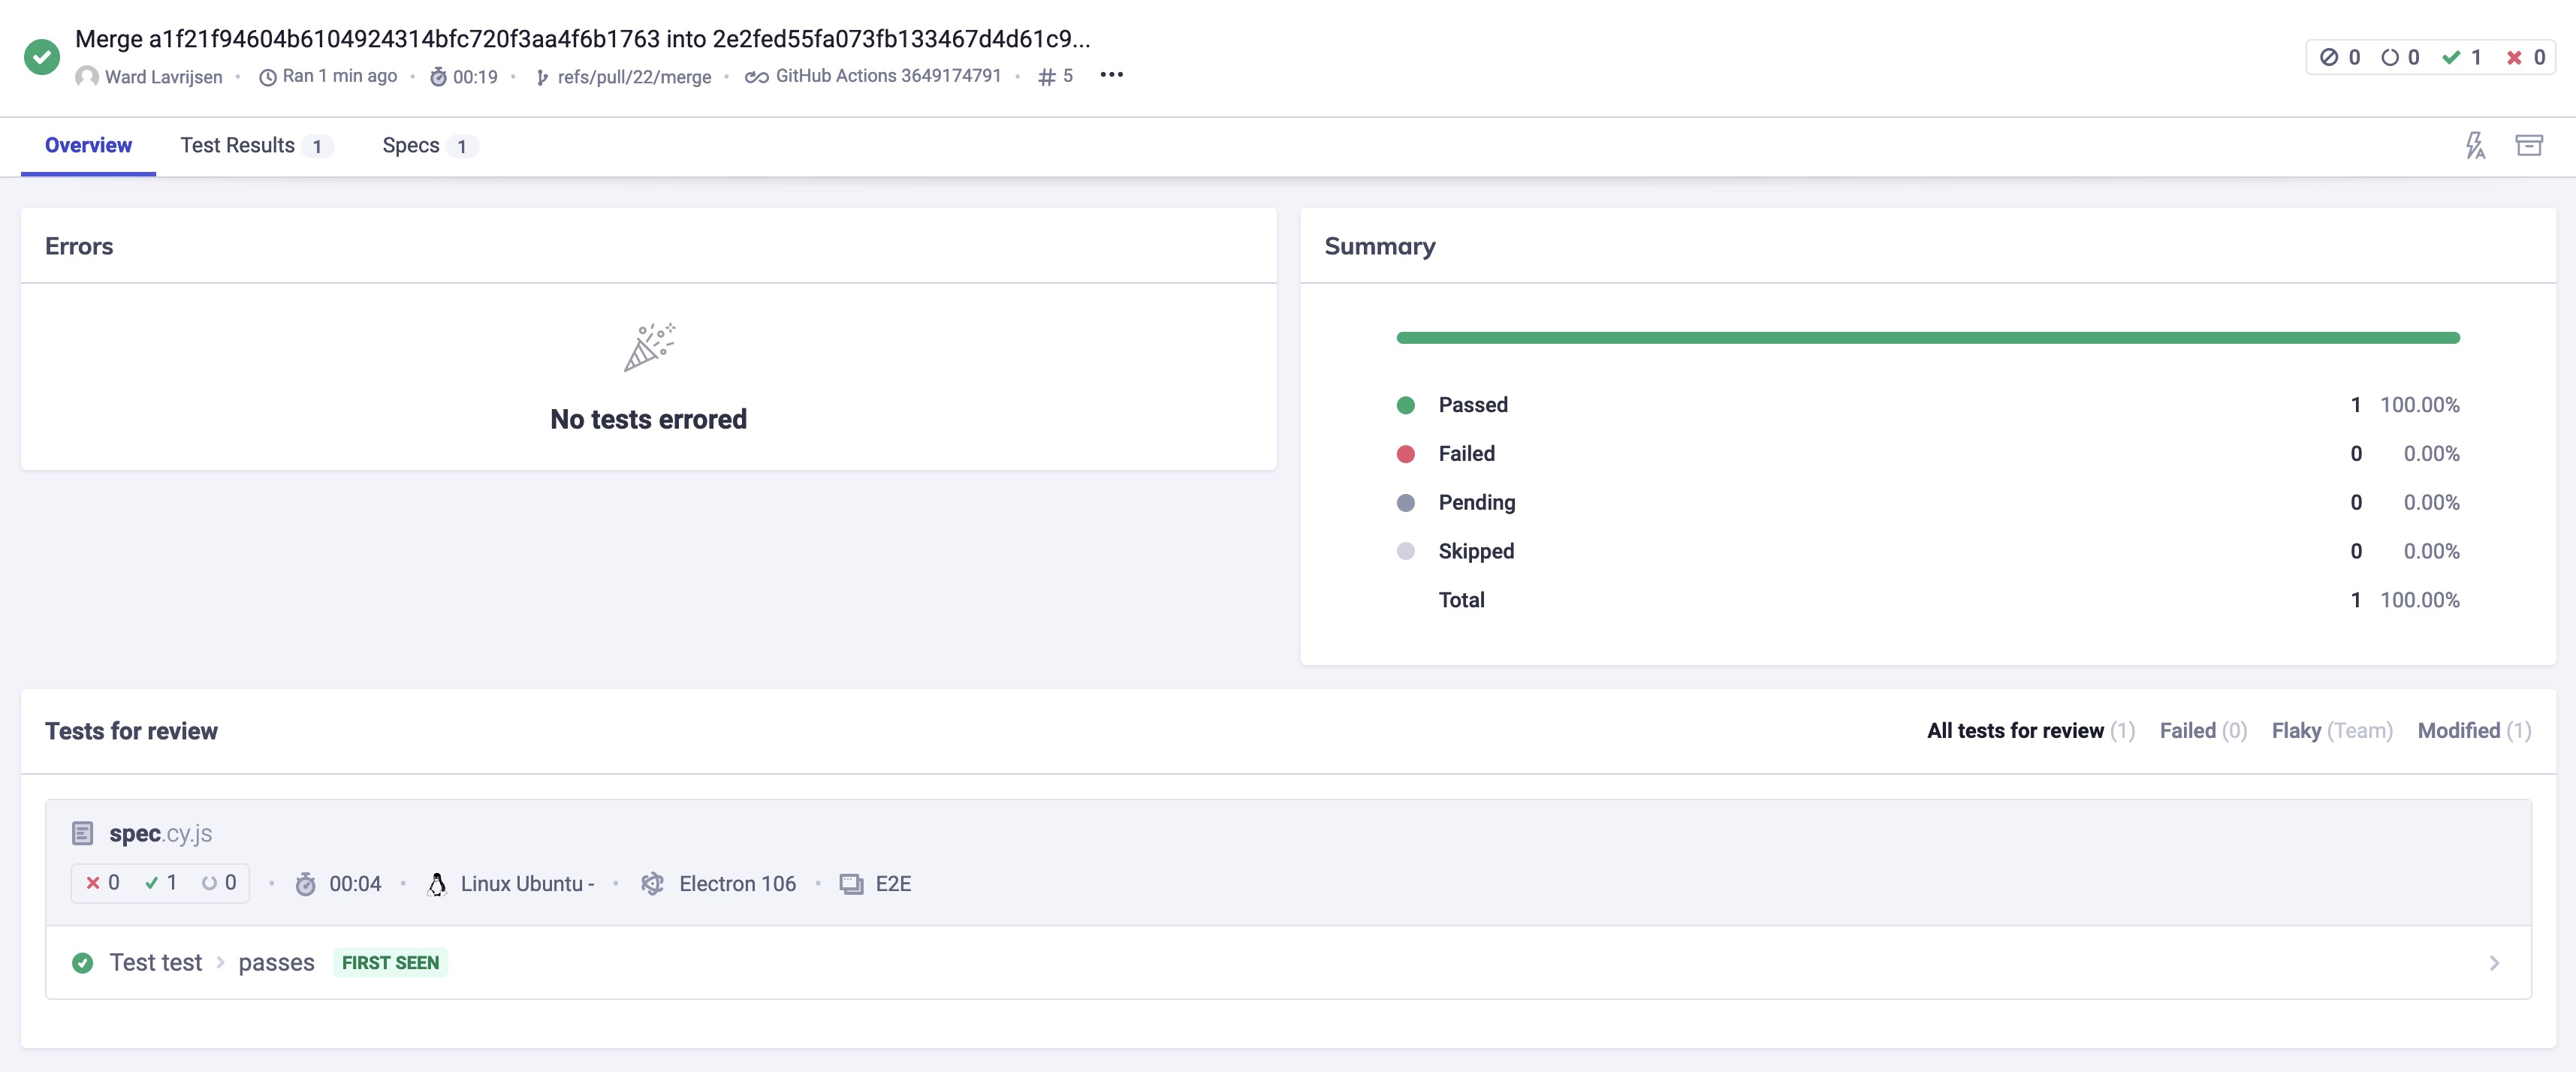 Merge a1f21f94604b6104924314bfc720f3aa4f6b1763 into 2e2fed55fa073fb133467d4d61c9...
Ward Lavrijsen • Ran 1 min ago • 00:19 • refs/pull/22/merge • GitHub Actions 3649174791 • # 5 •••
0 0 1 0
Overview Test Results 1 Specs 1
Errors
No tests errored
Summary
Passed 1 100.00%
Failed 0 0.00%
Pending 0 0.00%
Skipped 0 0.00%
Total 1 100.00%
Tests for review
All tests for review (1) Failed (0) Flaky (Team) Modified (1)
spec.cy.js
0 1 0 • 00:04 • Linux Ubuntu - • Electron 106 • E2E
Test test > passes FIRST SEEN